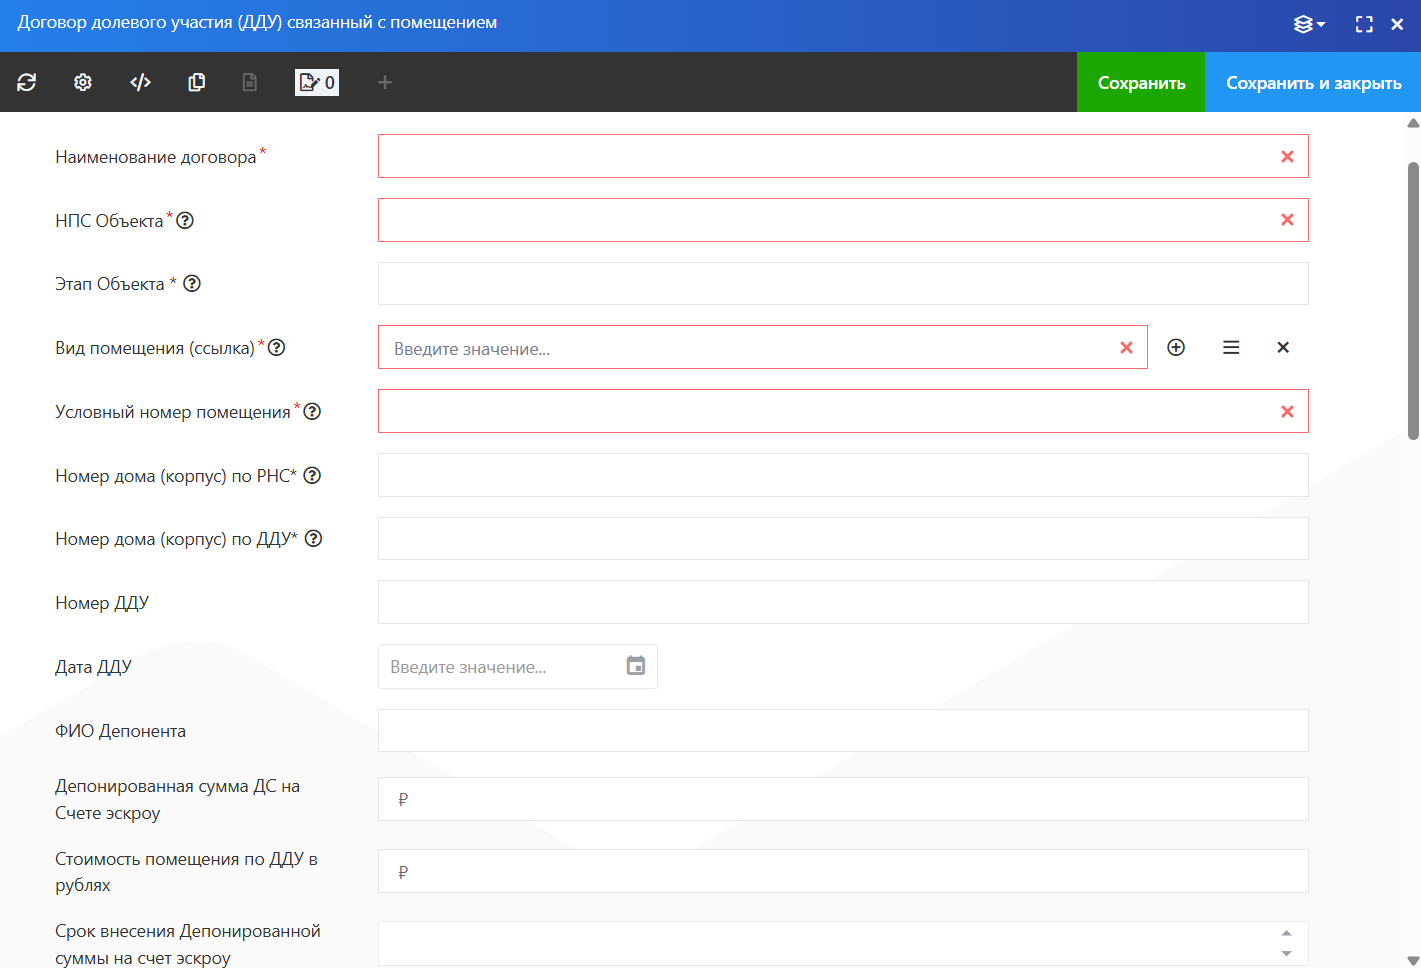 Договор долевого участия (ДДУ) связанный с помещением
0
Сохранить
Сохранить и закрыть
Наименование договора*
НПС Объекта*
Этап Объекта *
Вид помещения (ссылка)*
Введите значение...
Условный номер помещения*
Номер дома (корпус) по РНС*
Номер дома (корпус) по ДДУ*
Номер ДДУ
Дата ДДУ
Введите значение...
ФИО Депонента
Депонированная сумма ДС на
Счете эскроу
₽
Стоимость помещения по ДДУ в
рублях
₽
Срок внесения Депонированной
суммы на счет эскроу